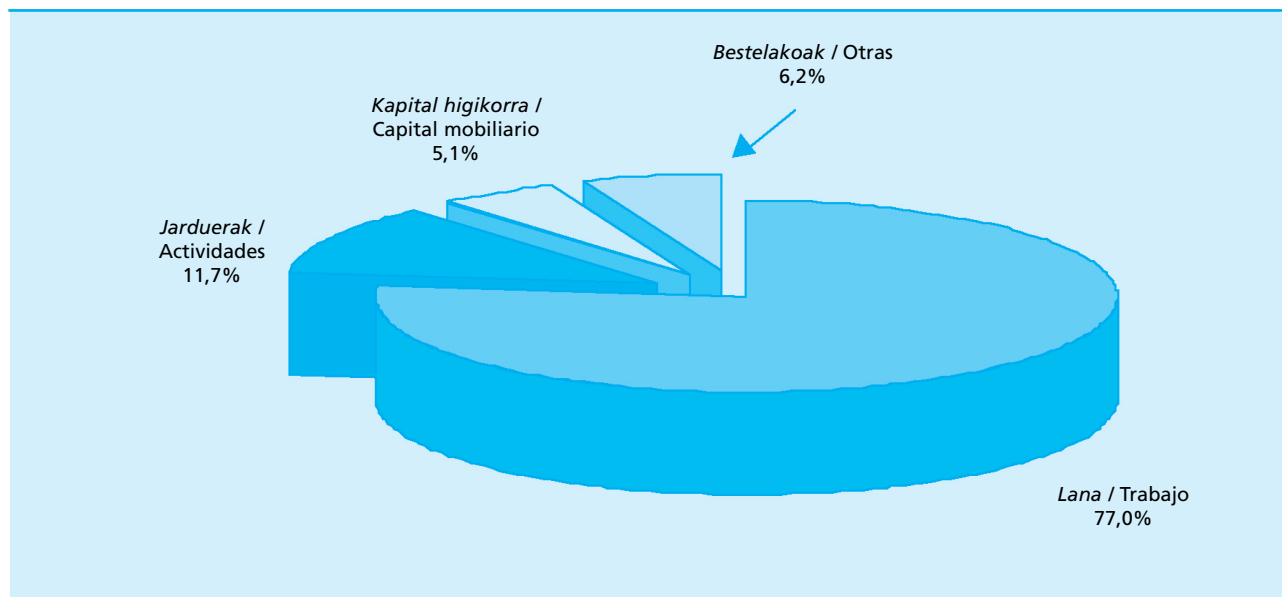 Bestelakoak / Otras
6,2%
Kapital higikorra /
Capital mobiliario
5,1%
Jarduerak /
Actividades
11,7%
Lana / Trabajo
77,0%